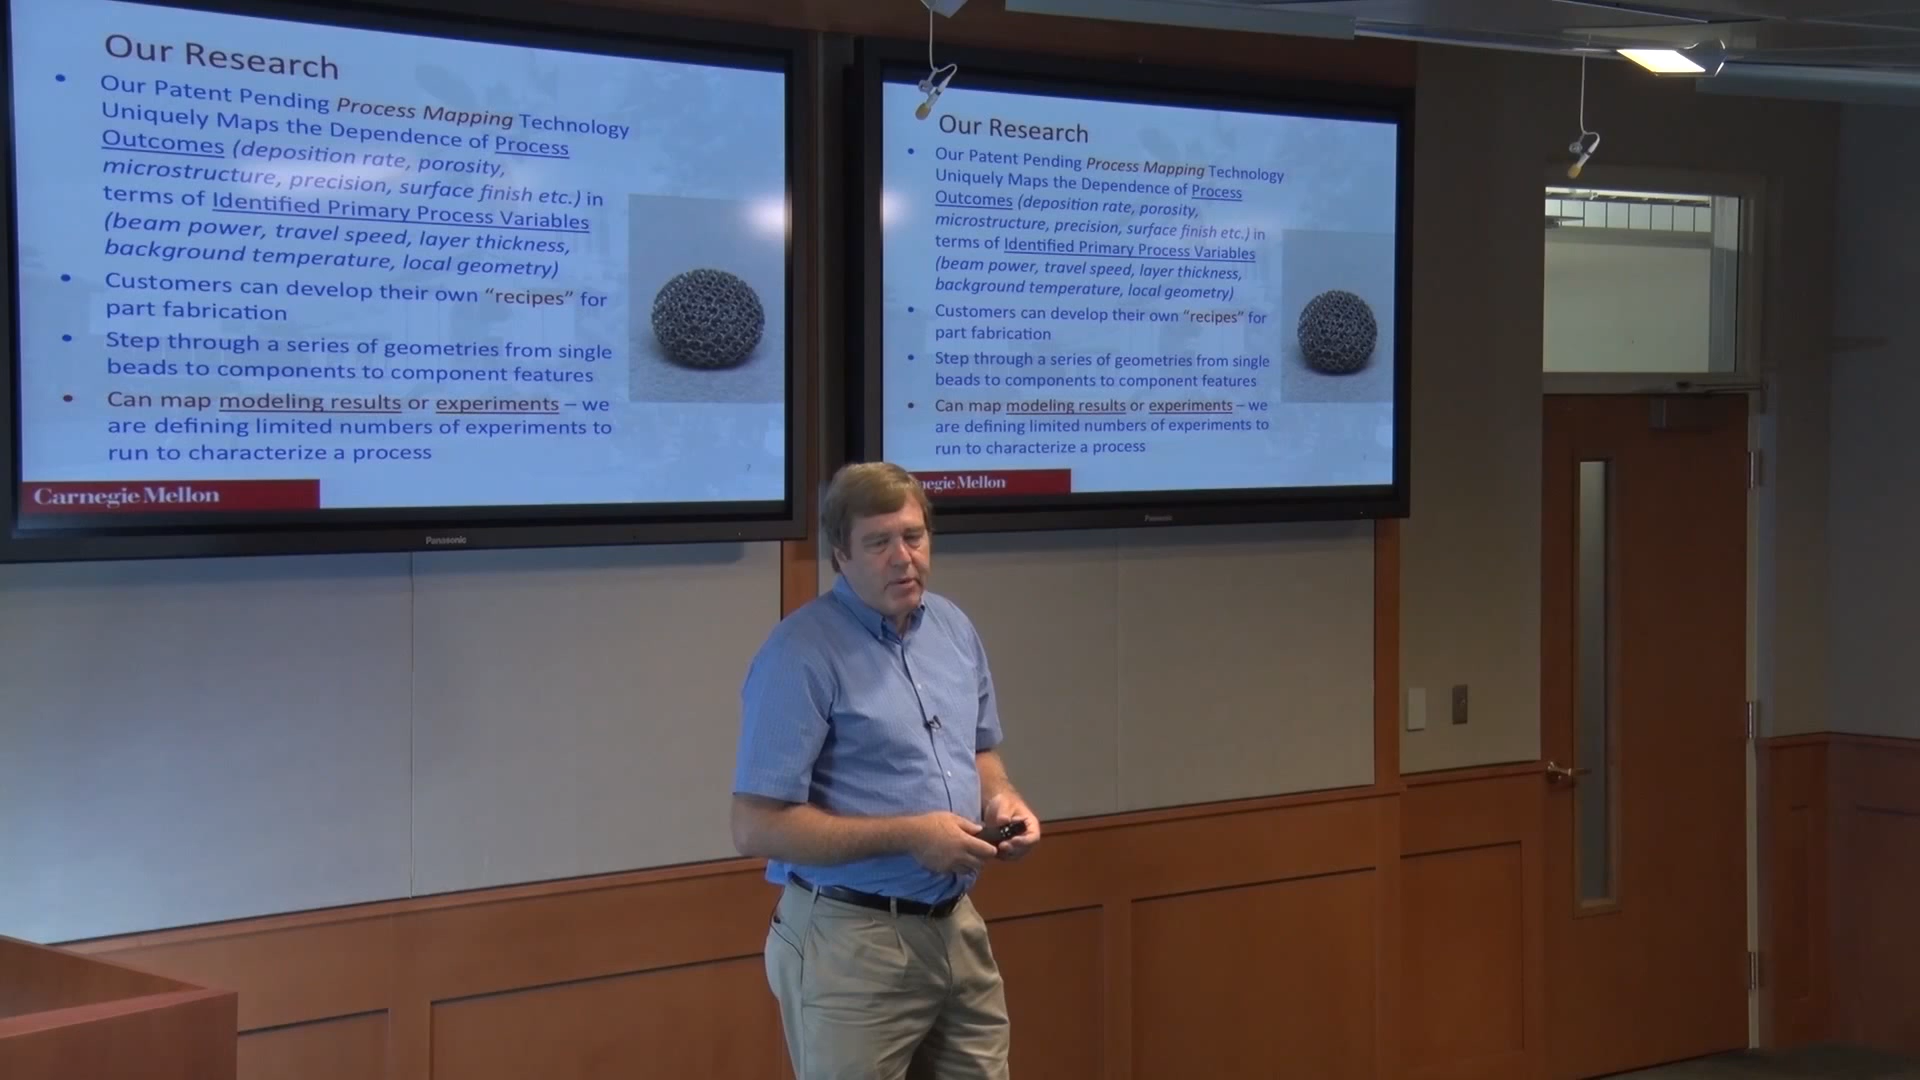 Our Research
• Our Patent Pending Process Mapping Technology
Uniquely Maps the Dependence of Process
Outcomes (deposition rate, porosity,
microstructure, precision, surface finish etc.) in
terms of Identified Primary Process Variables
(beam power, travel speed, layer thickness,
background temperature, local geometry)
• Customers can develop their own “recipes” for
part fabrication
• Step through a series of geometries from single
beads to components to component features
• Can map modeling results or experiments – we
are defining limited numbers of experiments to
run to characterize a process
Carnegie Mellon
Panasonic
Our Research
• Our Patent Pending Process Mapping Technology
Uniquely Maps the Dependence of Process
Outcomes (deposition rate, porosity,
microstructure, precision, surface finish etc.) in
terms of Identified Primary Process Variables
(beam power, travel speed, layer thickness,
background temperature, local geometry)
• Customers can develop their own “recipes” for
part fabrication
• Step through a series of geometries from single
beads to components to component features
• Can map modeling results or experiments – we
are defining limited numbers of experiments to
run to characterize a process
negie Mellon
Panasonic